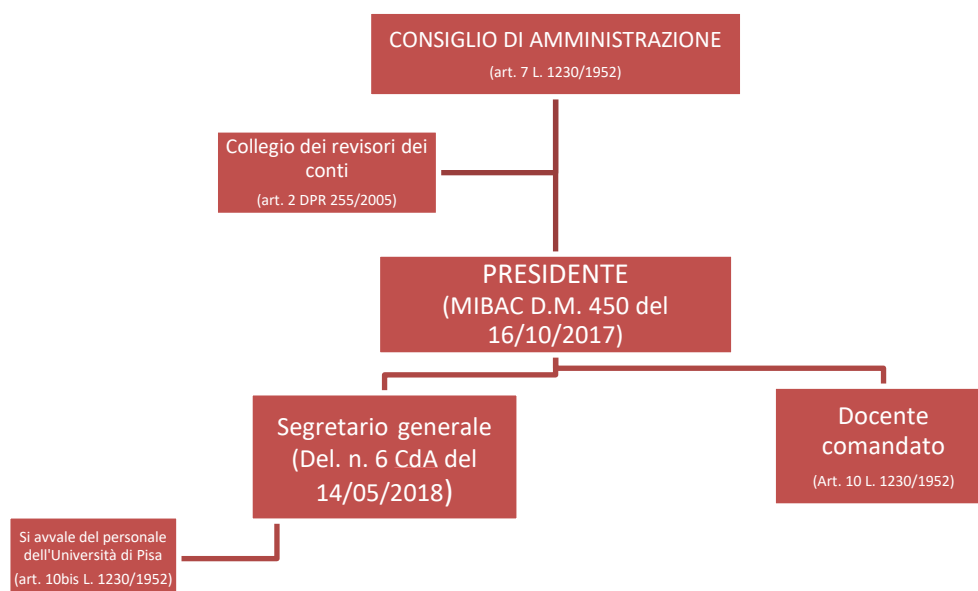 CONSIGLIO DI AMMINISTRAZIONE
(art. 7 L. 1230/1952)
Collegio dei revisori dei
conti
(art. 2 DPR 255/2005)
PRESIDENTE
(MIBAC D.M. 450 del
16/10/2017)
Segretario generale
(Del. n. 6 CdA del
14/05/2018)
Docente
comandato
(Art. 10 L. 1230/1952)
Si avvale del personale
dell'Università di Pisa
(art. 10bis L. 1230/1952)